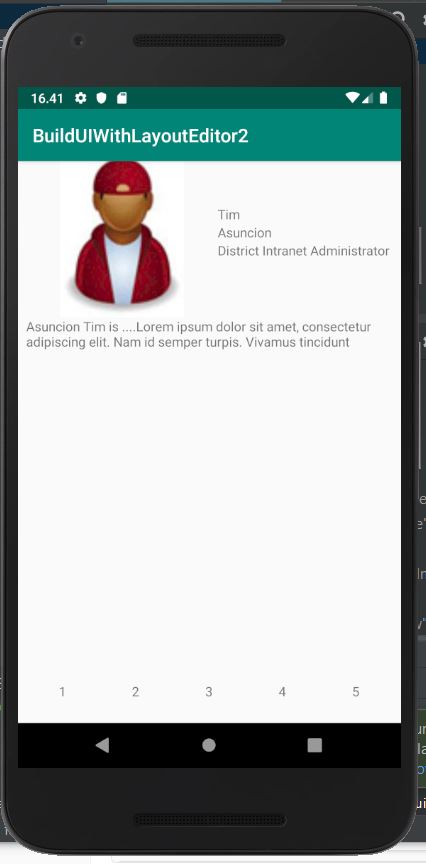 16.41
BuildUIWithLayoutEditor2
Tim
Asuncion
District Intranet Administrator
Asuncion Tim is ....Lorem ipsum dolor sit amet, consectetur
adipiscing elit. Nam id semper turpis. Vivamus tincidunt
1 2 3 4 5